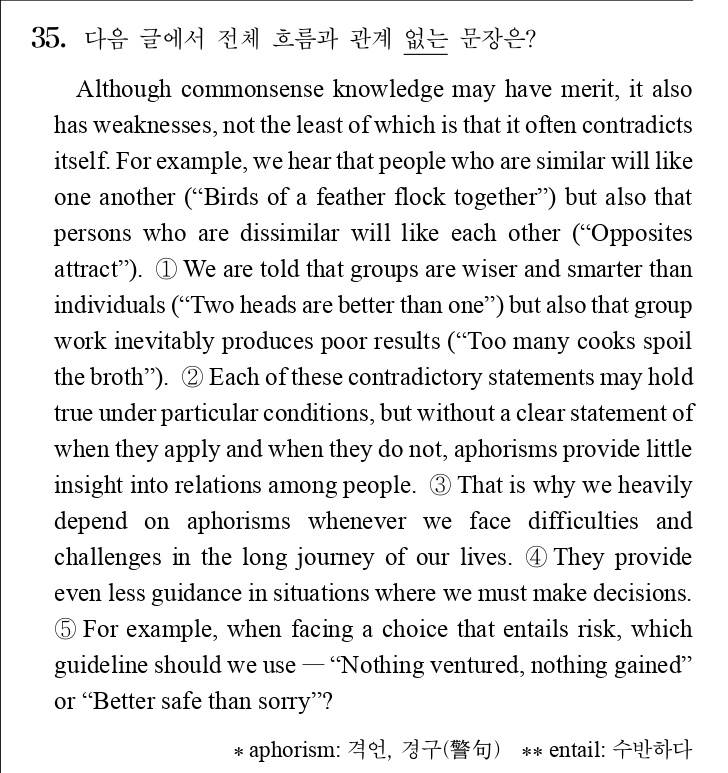 35. 다음 글에서 전체 흐름과 관계 없는 문장은?
Although commonsense knowledge may have merit, it also
has weaknesses, not the least of which is that it often contradicts
itself. For example, we hear that people who are similar will like
one another (“Birds of a feather flock together”) but also that
persons who are dissimilar will like each other (“Opposites
attract”). ① We are told that groups are wiser and smarter than
individuals (“Two heads are better than one”) but also that group
work inevitably produces poor results (“Too many cooks spoil
the broth”). ② Each of these contradictory statements may hold
true under particular conditions, but without a clear statement of
when they apply and when they do not, aphorisms provide little
insight into relations among people. ③ That is why we heavily
depend on aphorisms whenever we face difficulties and
challenges in the long journey of our lives. ④ They provide
even less guidance in situations where we must make decisions.
⑤ For example, when facing a choice that entails risk, which
guideline should we use — “Nothing ventured, nothing gained”
or “Better safe than sorry”?
* aphorism: 격언, 경구(警句) ** entail: 수반하다